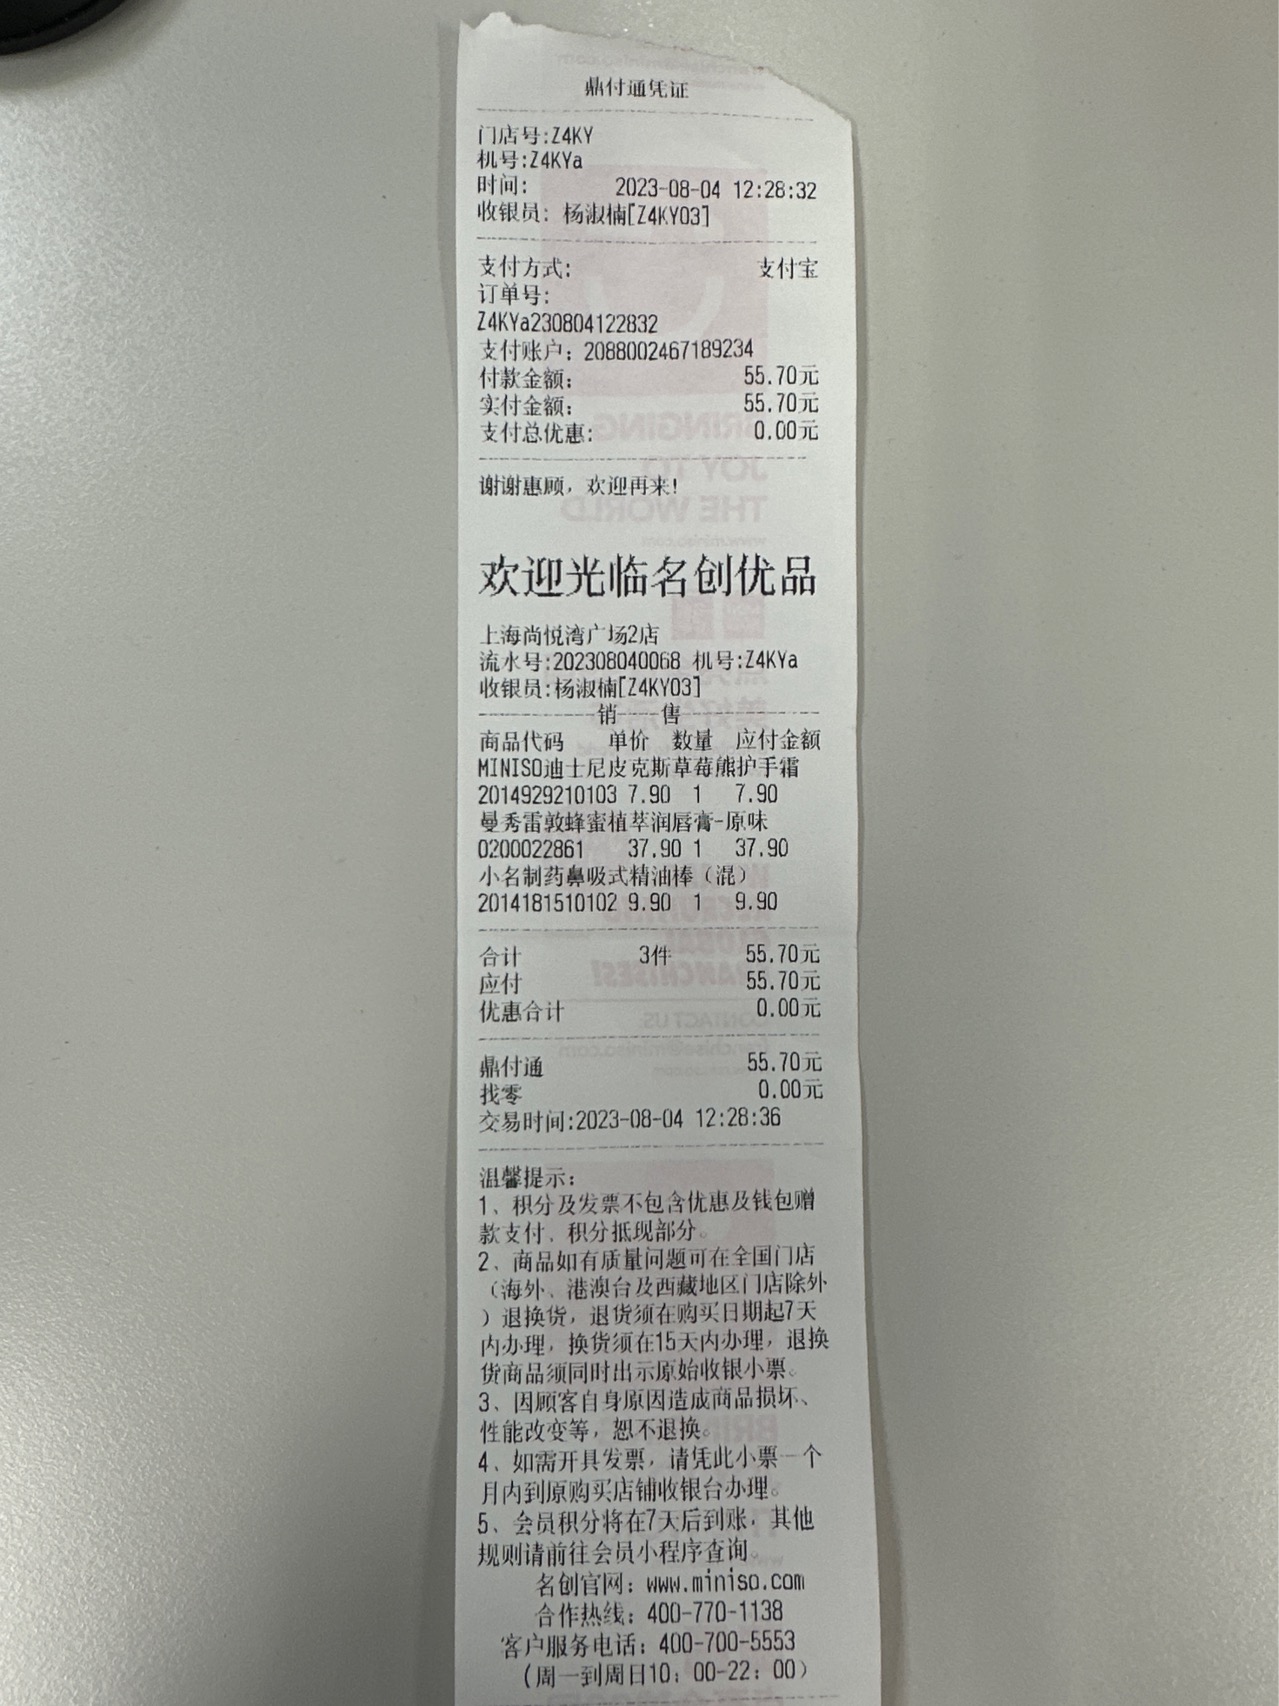 鼎付通凭证
门店号:Z4KY
机号:Z4KYa
时间: 2023-08-04 12:28:32
收银员: 杨淑楠[Z4KY03]
支付方式: 支付宝
订单号:
Z4KYa230804122832
支付账户: 2088002467189234
付款金额: 55.70元
实付金额: 55.70元
支付总优惠: 0.00元
谢谢惠顾，欢迎再来!
欢迎光临名创优品
上海尚悦湾广场2店
流水号:202308040068 机号:Z4KYa
收银员:杨淑楠[Z4KY03]
销 售
商品代码 单价 数量 应付金额
MINISO迪士尼皮克斯草莓熊护手霜
2014929210103 7.90 1 7.90
曼秀雷敦蜂蜜植萃润唇膏-原味
0200022861 37.90 1 37.90
小名制药鼻吸式精油棒（混）
2014181510102 9.90 1 9.90
合计 3件 55.70元
应付 55.70元
优惠合计 0.00元
鼎付通 55.70元
找零 0.00元
交易时间:2023-08-04 12:28:36
温馨提示:
1、积分及发票不包含优惠及钱包赠
款支付、积分抵现部分。
2、商品如有质量问题可在全国门店
（海外、港澳台及西藏地区门店除外
）退换货，退货须在购买日期起7天
内办理，换货须在15天内办理，退换
货商品须同时出示原始收银小票。
3、因顾客自身原因造成商品损坏、
性能改变等，恕不退换。
4、如需开具发票，请凭此小票一个
月内到原购买店铺收银台办理。
5、会员积分将在7天后到账，其他
规则请前往会员小程序查询。
名创官网: www.miniso.com
合作热线: 400-770-1138
客户服务电话: 400-700-5553
（周一到周日10：00-22：00）